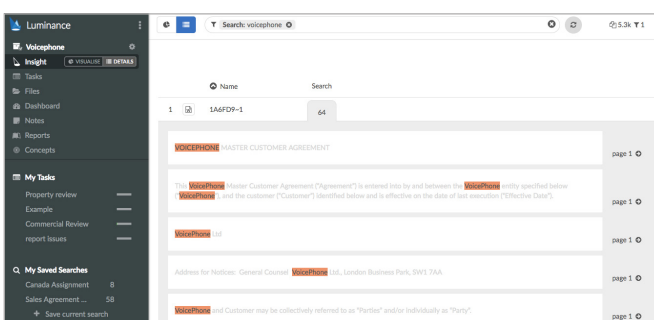 Luminance
Search: voicephone
5.3k 1
Voicephone
Insight VISUALISE DETAILS
Tasks
Files
Dashboard
Notes
Reports
Concepts
My Tasks
Property review
Example
Commercial Review
report issues
My Saved Searches
Canada Assignment 8
Sales Agreement ... 58
+ Save current search
Name Search
1 1A6FD9~1 64
VOICEPHONE MASTER CUSTOMER AGREEMENT
page 1
This VoicePhone Master Customer Agreement ("Agreement") is entered into by and between the VoicePhone entity specified below
("VoicePhone"), and the customer ("Customer") identified below and is effective on the date of last execution ("Effective Date").
page 1
VoicePhone Ltd
page 1
Address for Notices: General Counsel VoicePhone Ltd., London Business Park, SW1 7AA
page 1
VoicePhone and Customer may be collectively referred to as "Parties" and/or individually as "Party".
page 1